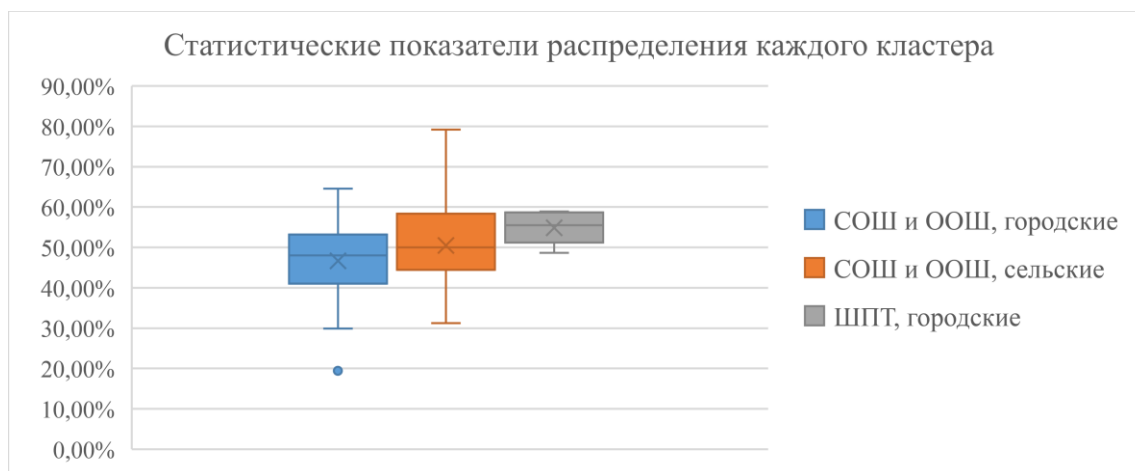 Статистические показатели распределения каждого кластера
90,00%
80,00%
70,00%
60,00%
50,00%
40,00%
30,00%
20,00%
10,00%
0,00%
СОШ и ООШ, городские
СОШ и ООШ, сельские
ШПТ, городские